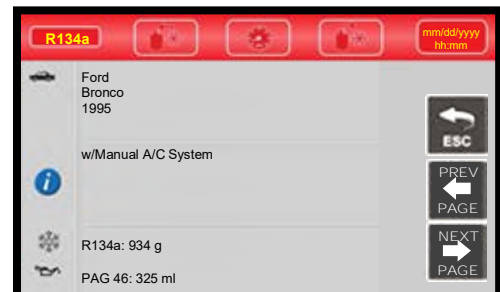 R134a
mm/dd/yyyy
hh:mm
Ford
Bronco
1995
w/Manual A/C System
R134a: 934 g
PAG 46: 325 ml
ESC
PREV
PAGE
NEXT
PAGE